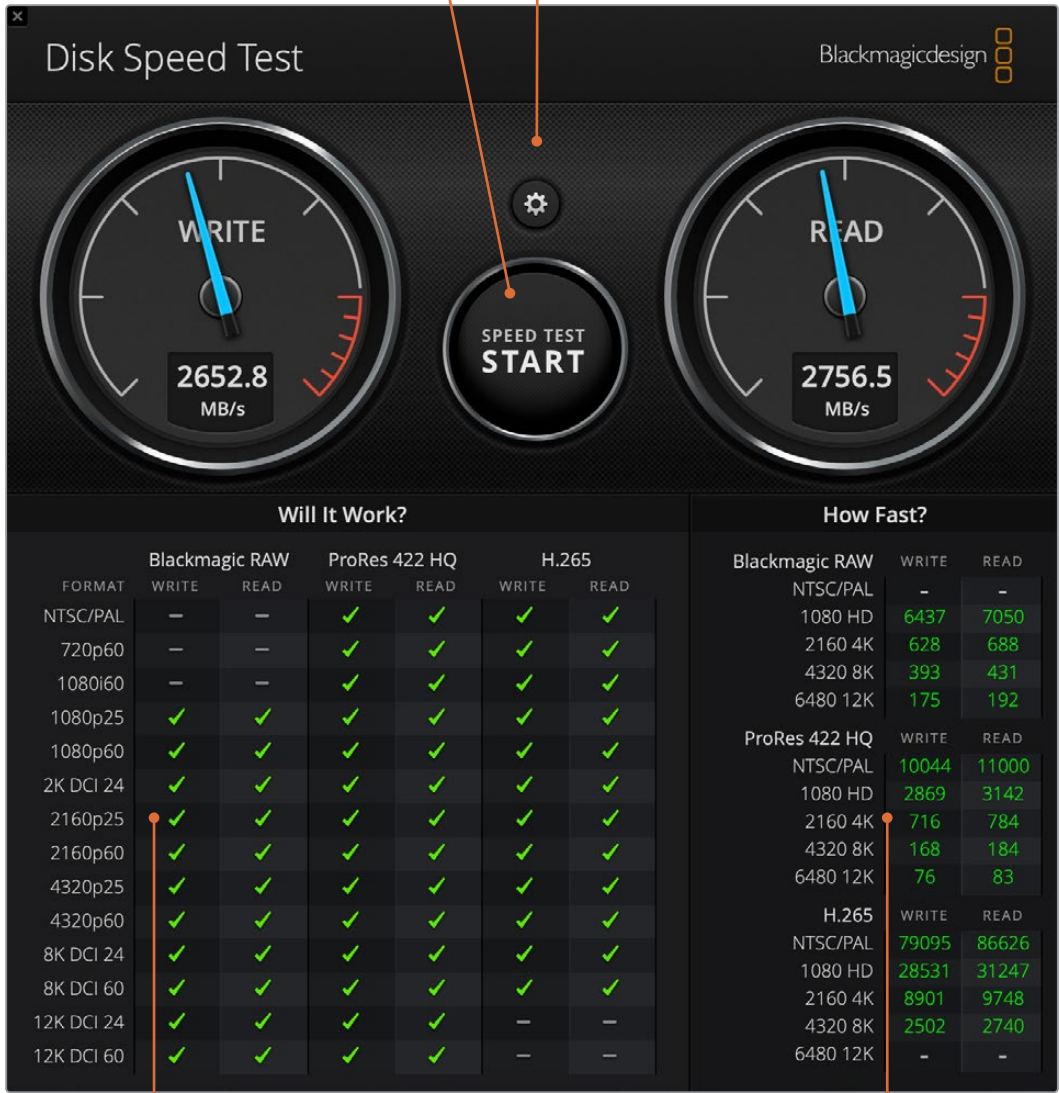 Disk Speed Test
Blackmagicdesign
WRITE
2652.8
MB/s
SPEED TEST
START
READ
2756.5
MB/s
Will It Work?
Blackmagic RAW ProRes 422 HQ H.265
FORMAT WRITE READ WRITE READ WRITE READ
NTSC/PAL – – ✓ ✓ ✓ ✓
720p60 – – ✓ ✓ ✓ ✓
1080i60 – – ✓ ✓ ✓ ✓
1080p25 ✓ ✓ ✓ ✓ ✓ ✓
1080p60 ✓ ✓ ✓ ✓ ✓ ✓
2K DCI 24 ✓ ✓ ✓ ✓ ✓ ✓
2160p25 ✓ ✓ ✓ ✓ ✓ ✓
2160p60 ✓ ✓ ✓ ✓ ✓ ✓
4320p25 ✓ ✓ ✓ ✓ ✓ ✓
4320p60 ✓ ✓ ✓ ✓ ✓ ✓
8K DCI 24 ✓ ✓ ✓ ✓ ✓ ✓
8K DCI 60 ✓ ✓ ✓ ✓ ✓ ✓
12K DCI 24 ✓ ✓ ✓ ✓ – –
12K DCI 60 ✓ ✓ ✓ ✓ – –
How Fast?
Blackmagic RAW WRITE READ
NTSC/PAL - -
1080 HD 6437 7050
2160 4K 628 688
4320 8K 393 431
6480 12K 175 192
ProRes 422 HQ WRITE READ
NTSC/PAL 10044 11000
1080 HD 2869 3142
2160 4K 716 784
4320 8K 168 184
6480 12K 76 83
H.265 WRITE READ
NTSC/PAL 79095 86626
1080 HD 28531 31247
2160 4K 8901 9748
4320 8K 2502 2740
6480 12K - -